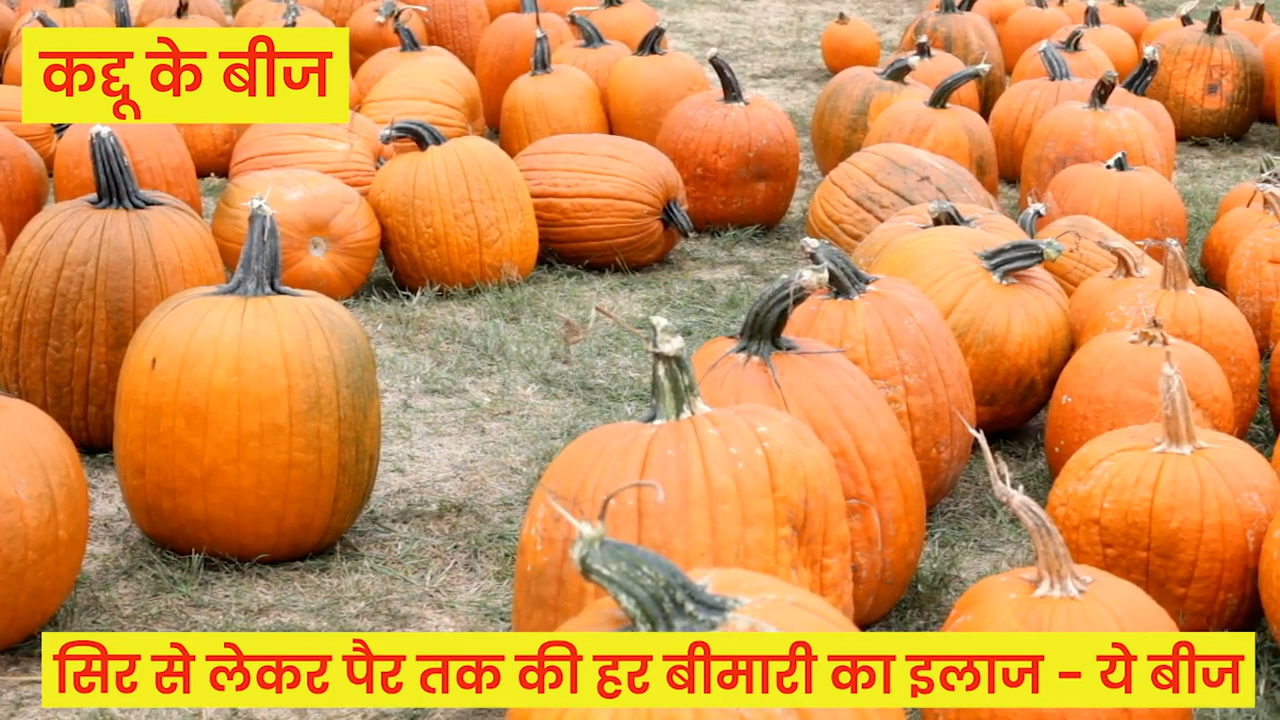 कद्दू के बीज
सिर से लेकर पैर तक की हर बीमारी का इलाज - ये बीज